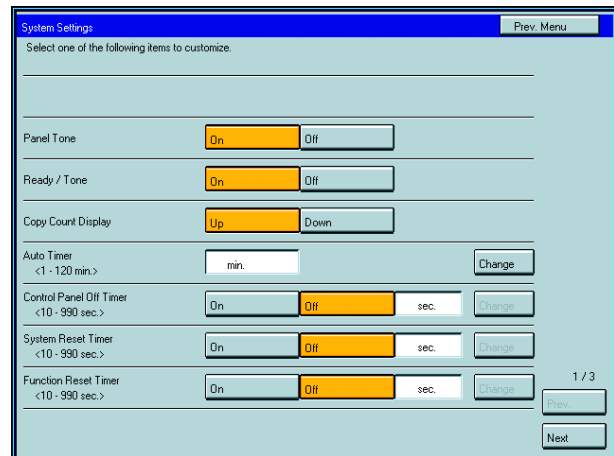 System Settings Prev. Menu
Select one of the following items to customize.
Panel Tone On Off
Ready / Tone On Off
Copy Count Display Up Down
Auto Timer
<1 - 120 min.> min. Change
Control Panel Off Timer
<10 - 990 sec.> On Off sec. Change
System Reset Timer
<10 - 990 sec.> On Off sec. Change
Function Reset Timer
<10 - 990 sec.> On Off sec. Change
1 / 3
Prev.
Next